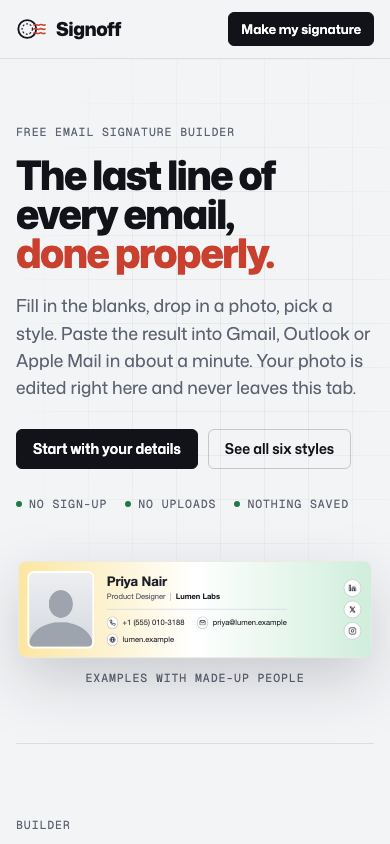 Signoff
Make my signature
FREE EMAIL SIGNATURE BUILDER
The last line of
every email,
done properly.
Fill in the blanks, drop in a photo, pick a
style. Paste the result into Gmail, Outlook or
Apple Mail in about a minute. Your photo is
edited right here and never leaves this tab.
Start with your details
See all six styles
NO SIGN-UP
NO UPLOADS
NOTHING SAVED
Priya Nair
Product Designer | Lumen Labs
+1 (555) 010-3188
priya@lumen.example
lumen.example
in
X
EXAMPLES WITH MADE-UP PEOPLE
BUILDER